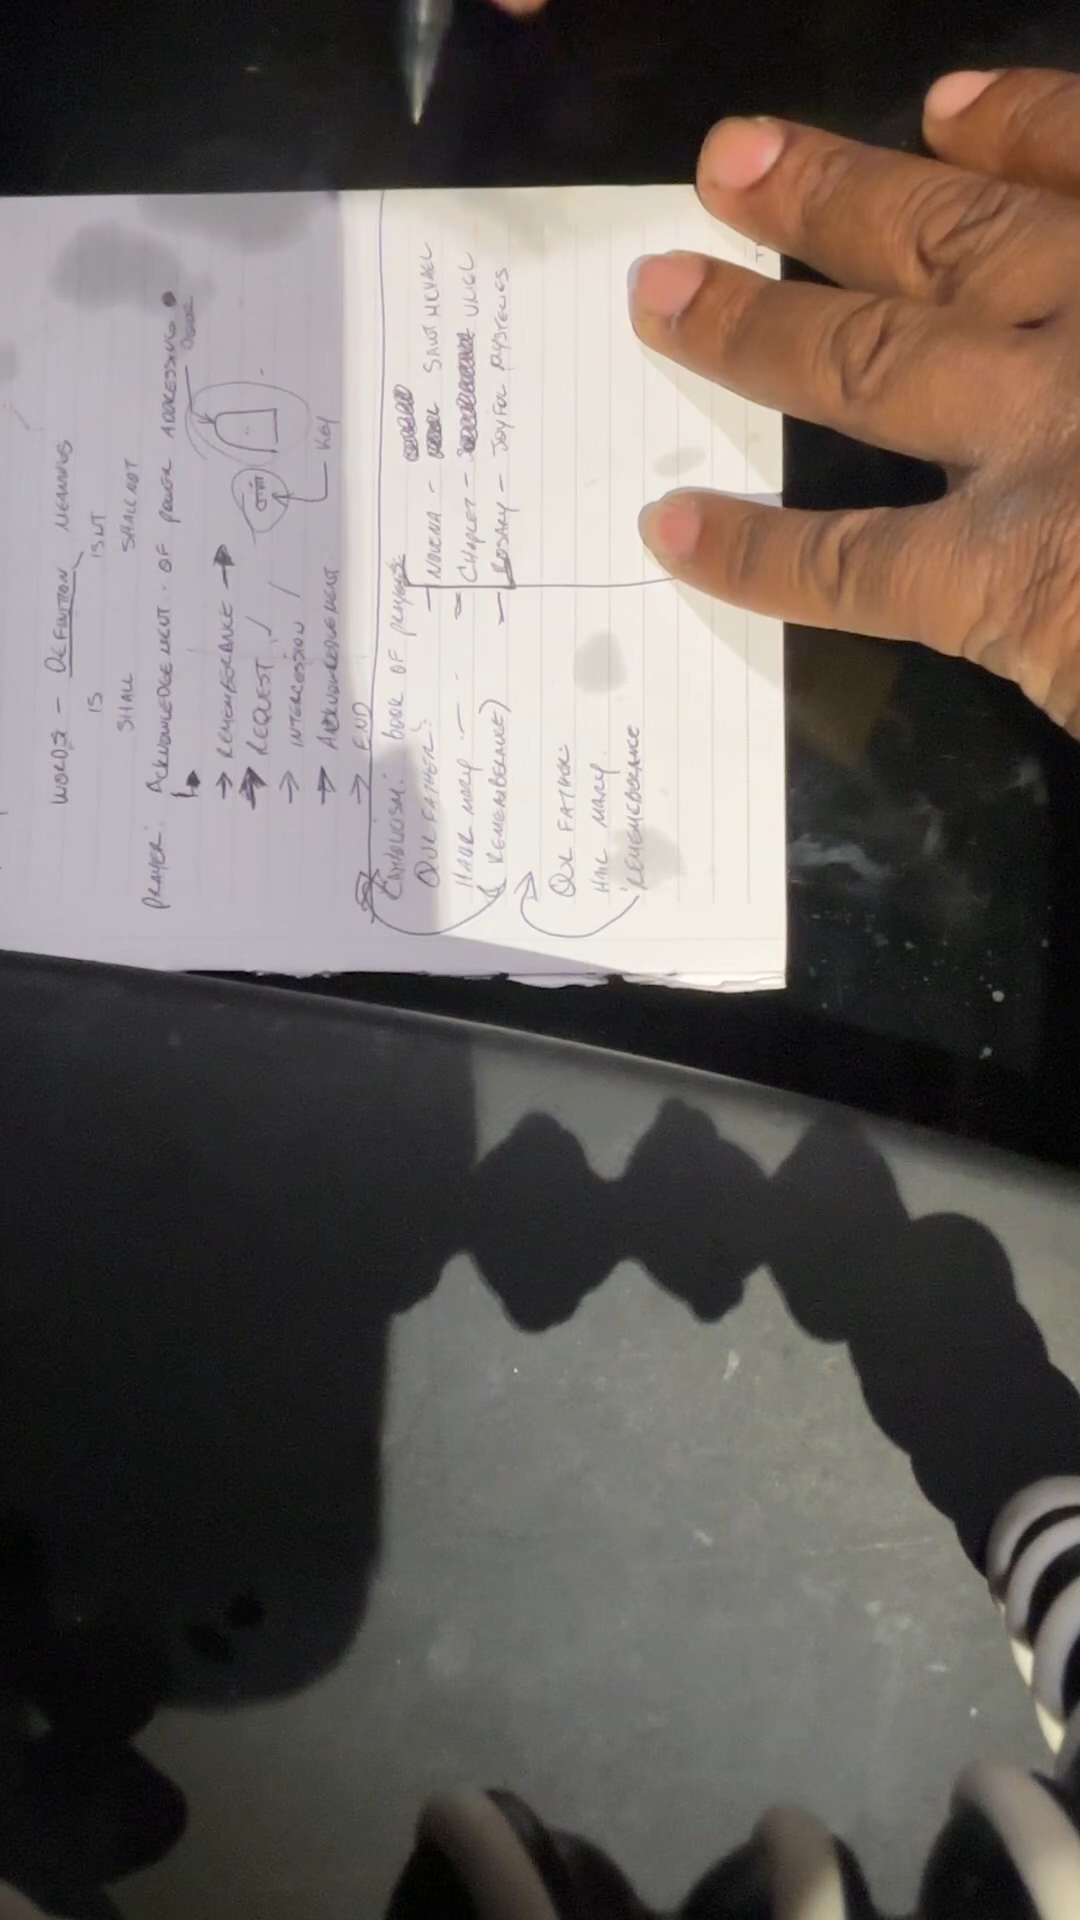 WORDS - DEFINITION MEANING
IS ISNT
SHALL SHALL NOT
PRAYER: ACKNOWLEDGEMENT.. OF POWER ADDRESSING
DOOR
→ REMEMBERANCE →
→ REQUEST
→ INTERCESSION
→ ACKNOWLEDGEMENT
KEY
→ END
CATHOLICISM: BOOK OF PRAYERS
OUR FATHER: - NOVENA - SAINT MICHAEL
HAIL MARY - CHAPLET -
(REMEMBERANCE) - ROSARY - JOYFUL MYSTERIES
OUR FATHER
HAIL MARY
REMEMBERANCE